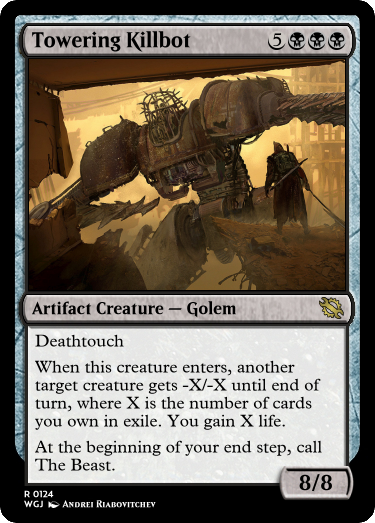 Towering Killbot 5
Artifact Creature — Golem
Deathtouch
When this creature enters, another
target creature gets -X/-X until end of
turn, where X is the number of cards
you own in exile. You gain X life.
At the beginning of your end step, call
The Beast.
8/8
R 0124
WGJ Andrei Riabovitchev